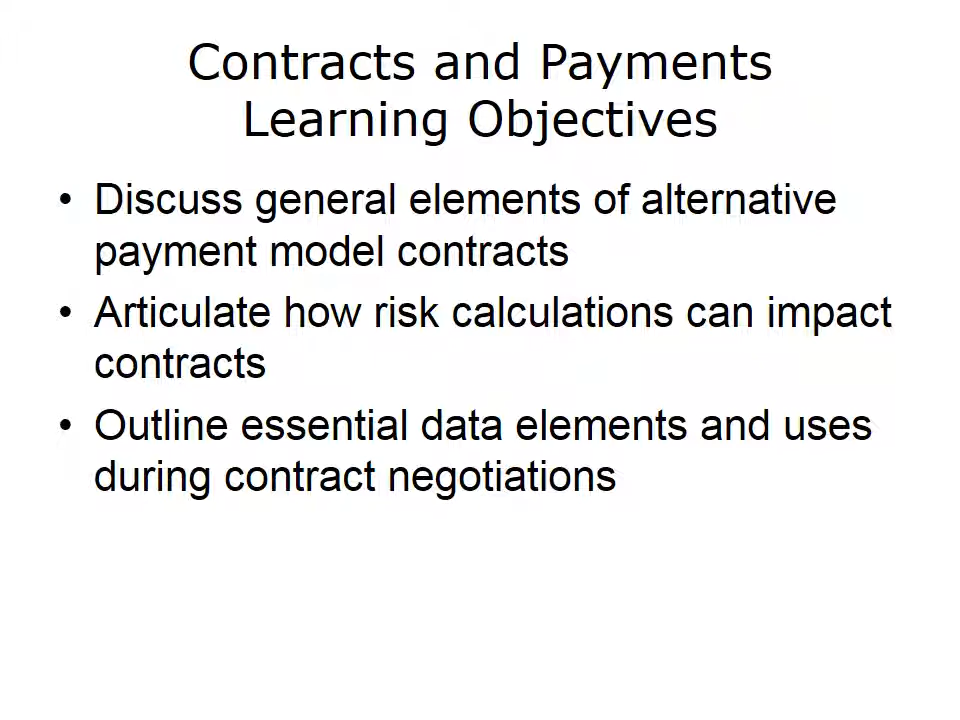 Contracts and Payments
Learning Objectives
• Discuss general elements of alternative
payment model contracts
• Articulate how risk calculations can impact
contracts
• Outline essential data elements and uses
during contract negotiations